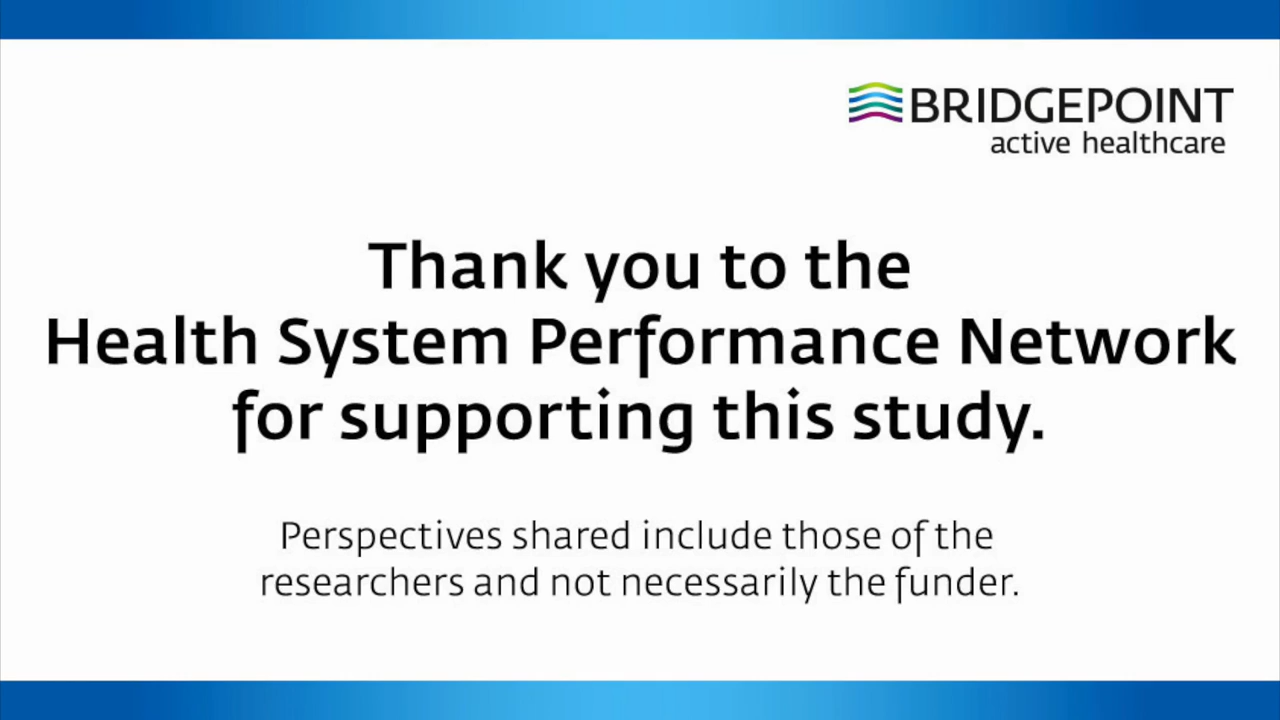 BRIDGEPOINT
active healthcare
Thank you to the
Health System Performance Network
for supporting this study.
Perspectives shared include those of the
researchers and not necessarily the funder.